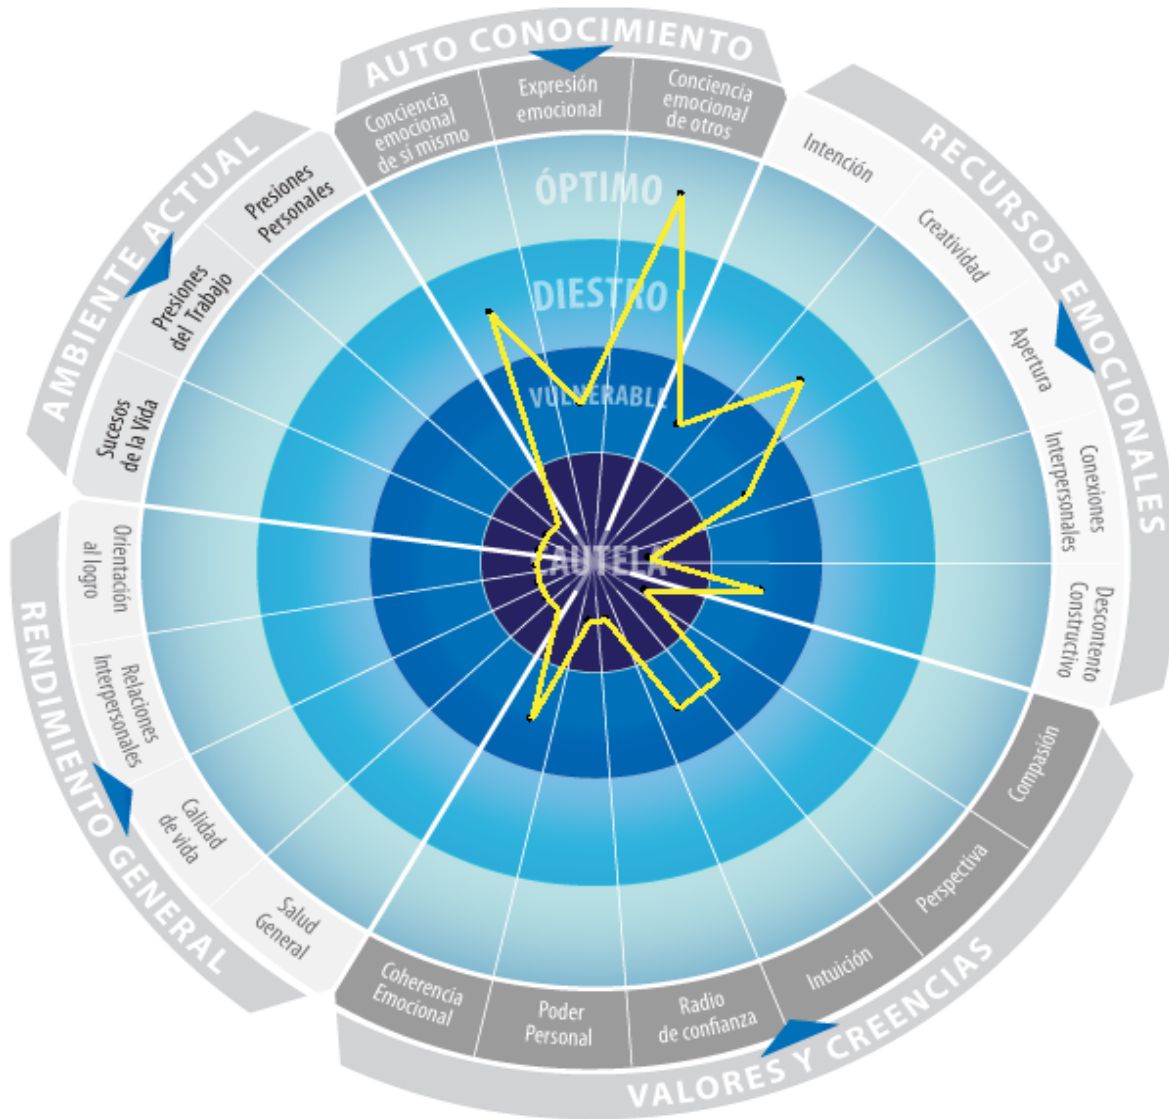 AUTO CONOCIMIENTO
Conciencia
emocional
de si mismo
Expresión
emocional
Conciencia
emocional
de otros
RECURSOS EMOCIONALES
Intención
Creatividad
Apertura
Conexiones
Interpersonales
Descontento
Constructivo
VALORES Y CREENCIAS
Compasión
Perspectiva
Intuición
Radio
de confianza
Poder
Personal
Coherencia
Emocional
RENDIMIENTO GENERAL
Salud
General
Calidad
de vida
Relaciones
Interpersonales
Orientación
al logro
AMBIENTE ACTUAL
Sucesos
de la Vida
Presiones
del Trabajo
Presiones
Personales
ÓPTIMO
DIESTRO
VULNERABLE
CAUTELA